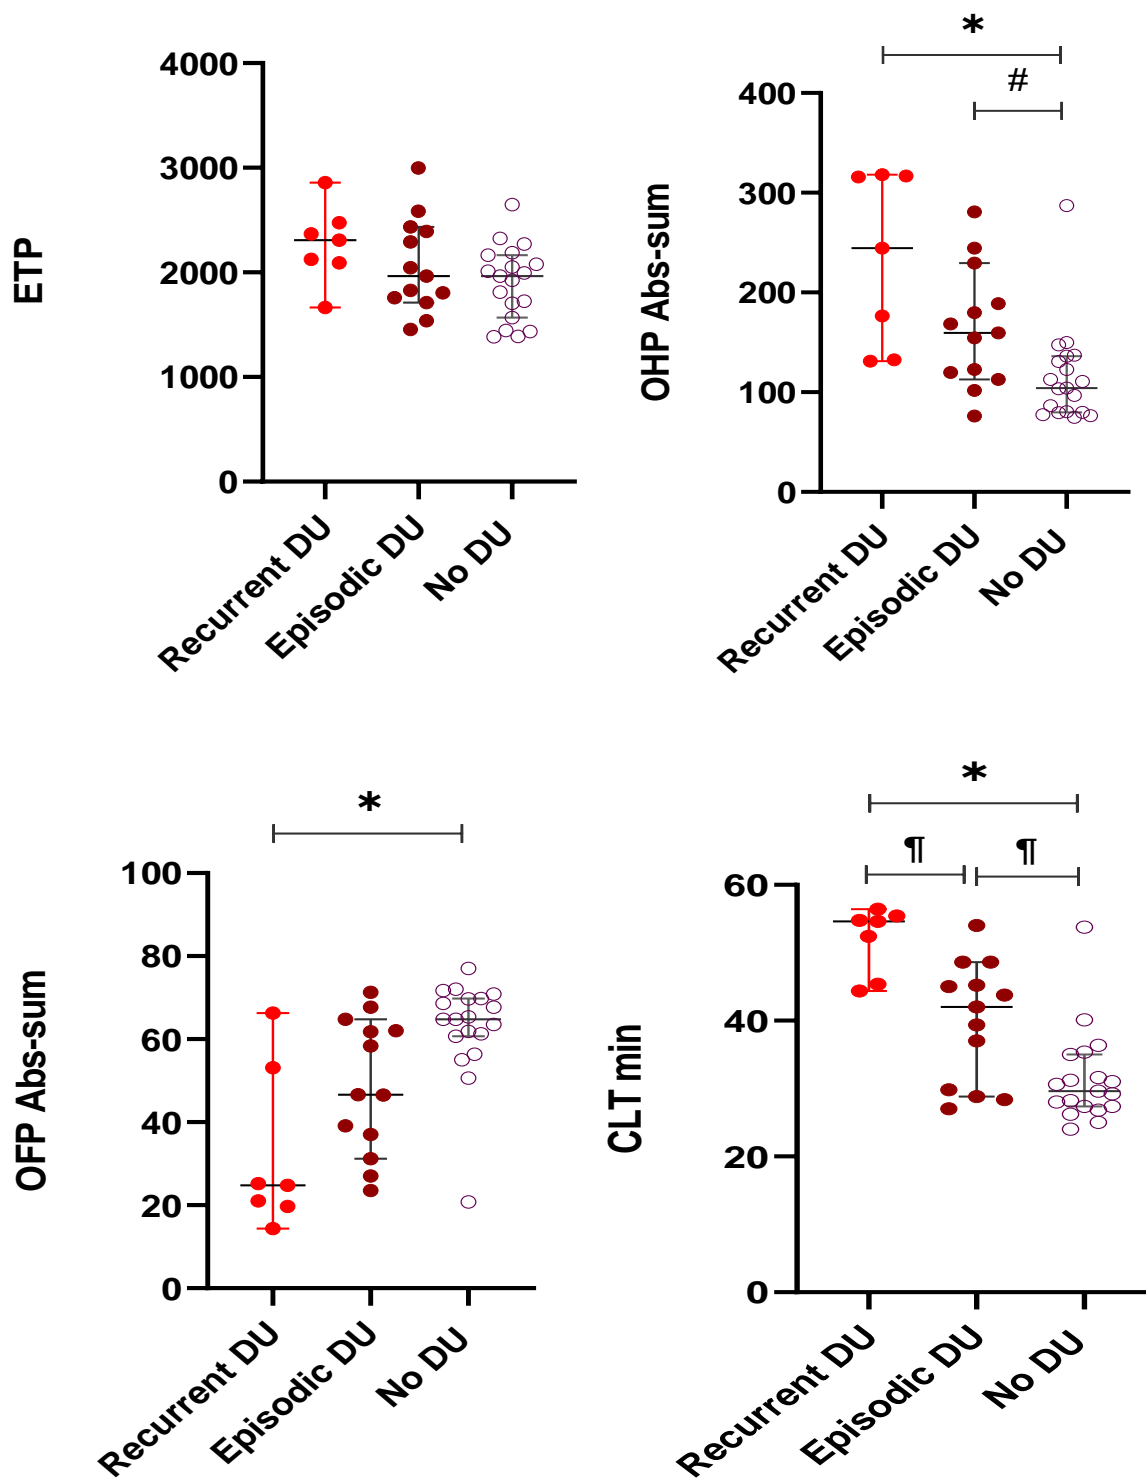 ETP
4000
3000
2000
1000
0
Recurrent DU
Episodic DU
No DU
*
#
OHP Abs-sum
400
300
200
100
0
Recurrent DU
Episodic DU
No DU
*
OFP Abs-sum
100
80
60
40
20
0
Recurrent DU
Episodic DU
No DU
*
¶ ¶
CLT min
60
40
20
0
Recurrent DU
Episodic DU
No DU